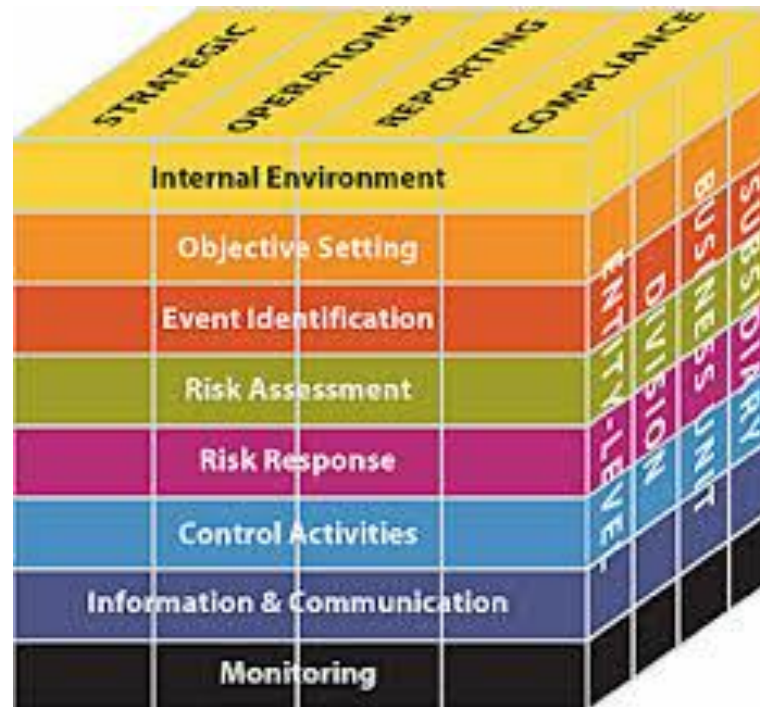 STRATEGIC
OPERATIONS
REPORTING
COMPLIANCE
Internal Environment
Objective Setting
Event Identification
Risk Assessment
Risk Response
Control Activities
Information & Communication
Monitoring
ENTITY-LEVEL
DIVISION
BUSINESS UNIT
SUBSIDIARY